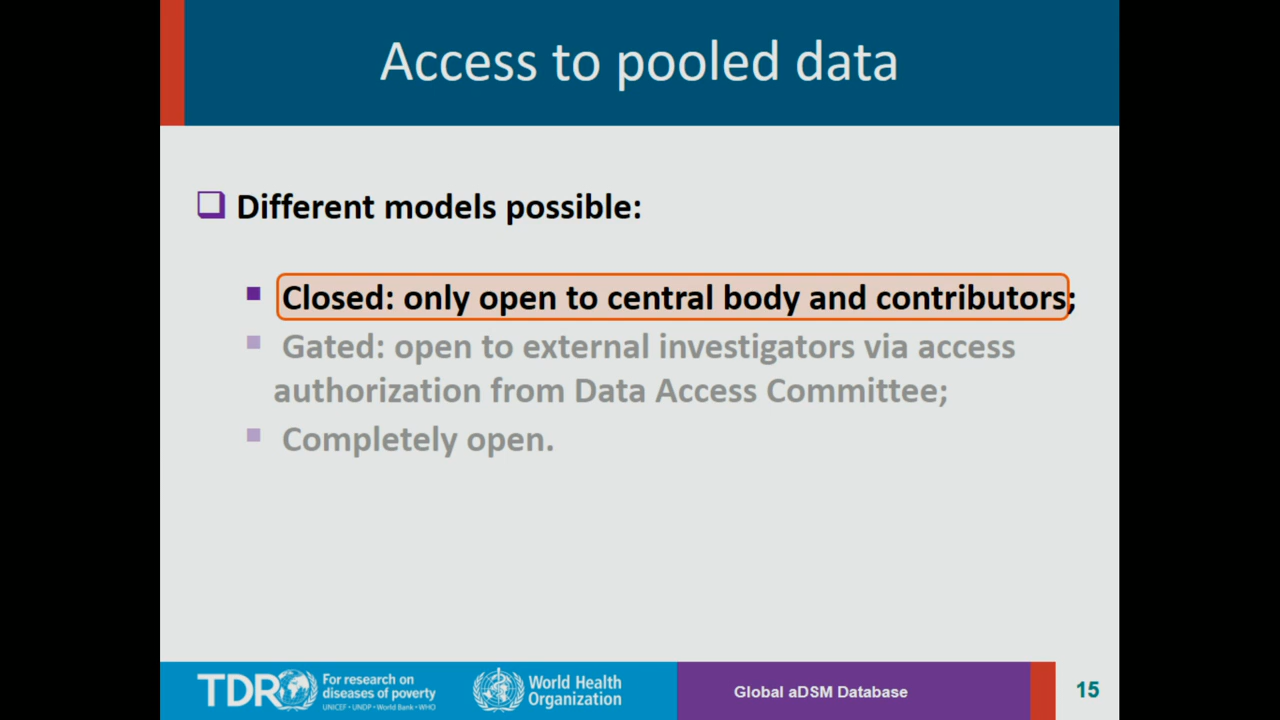 Access to pooled data
Different models possible:
Closed: only open to central body and contributors;
Gated: open to external investigators via access
authorization from Data Access Committee;
Completely open.
TDR
For research on
diseases of poverty
UNICEF • UNDP • World Bank • WHO
World Health
Organization
Global aDSM Database
15